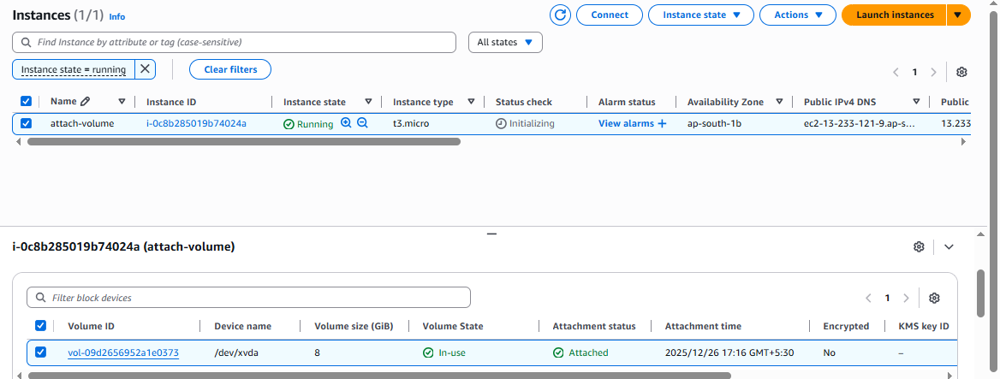 Instances (1/1) Info Connect Instance state Actions Launch instances
Find Instance by attribute or tag (case-sensitive) All states
Instance state = running Clear filters 1
Name Instance ID Instance state Instance type Status check Alarm status Availability Zone Public IPv4 DNS Public
attach-volume i-0c8b285019b74024a Running t3.micro Initializing View alarms + ap-south-1b ec2-13-233-121-9.ap-s... 13.233
i-0c8b285019b74024a (attach-volume)
Filter block devices 1
Volume ID Device name Volume size (GiB) Volume State Attachment status Attachment time Encrypted KMS key ID
vol-09d2656952a1e0373 /dev/xvda 8 In-use Attached 2025/12/26 17:16 GMT+5:30 No –